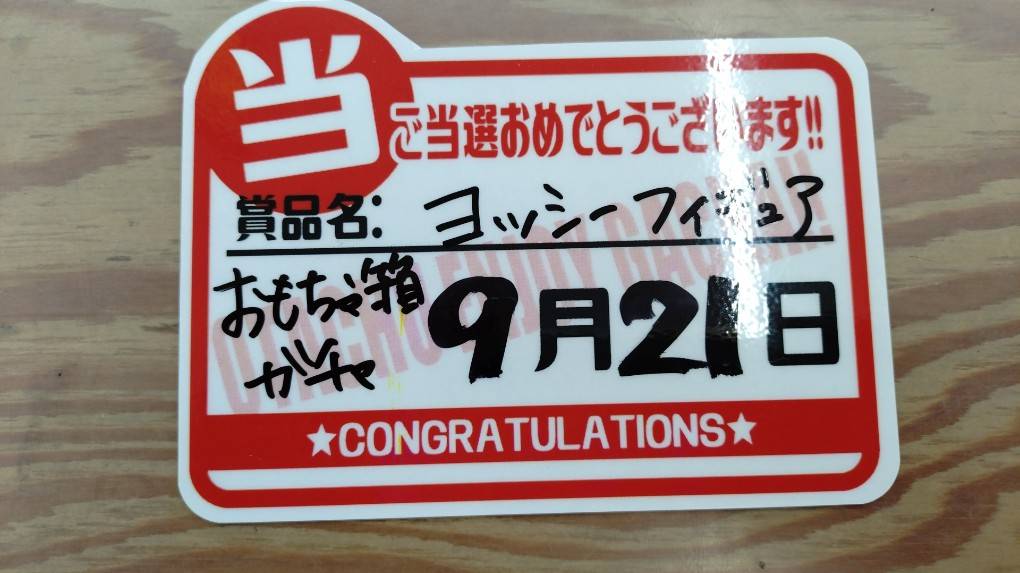 当
ご当選おめでとうございます!!
賞品名: ヨッシーフィギュア
おもちゃ箱
ガチャ
9月21日
★CONGRATULATIONS★